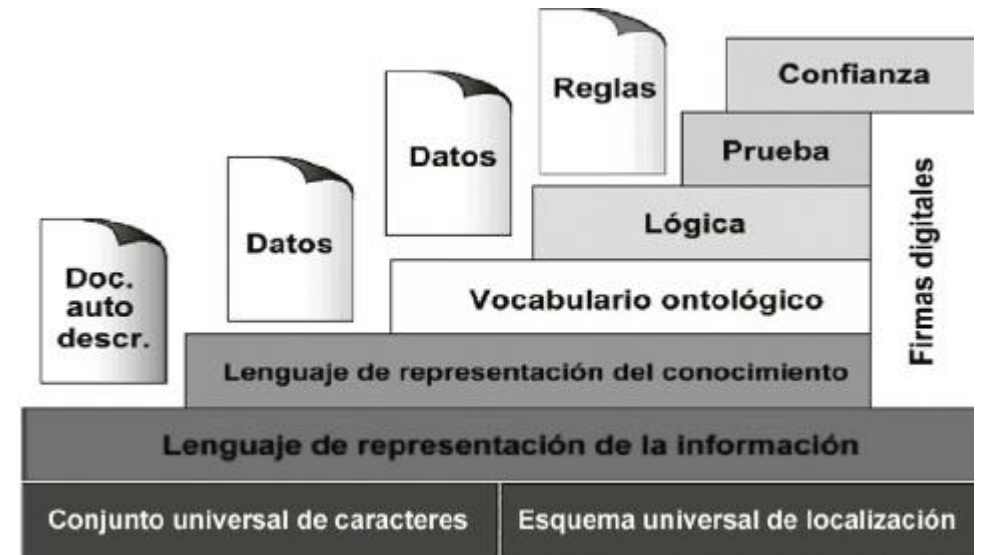 Reglas
Confianza
Datos
Prueba
Datos
Lógica
Doc.
auto
descr.
Vocabulario ontológico
Firmas digitales
Lenguaje de representación del conocimiento
Lenguaje de representación de la información
Conjunto universal de caracteres
Esquema universal de localización